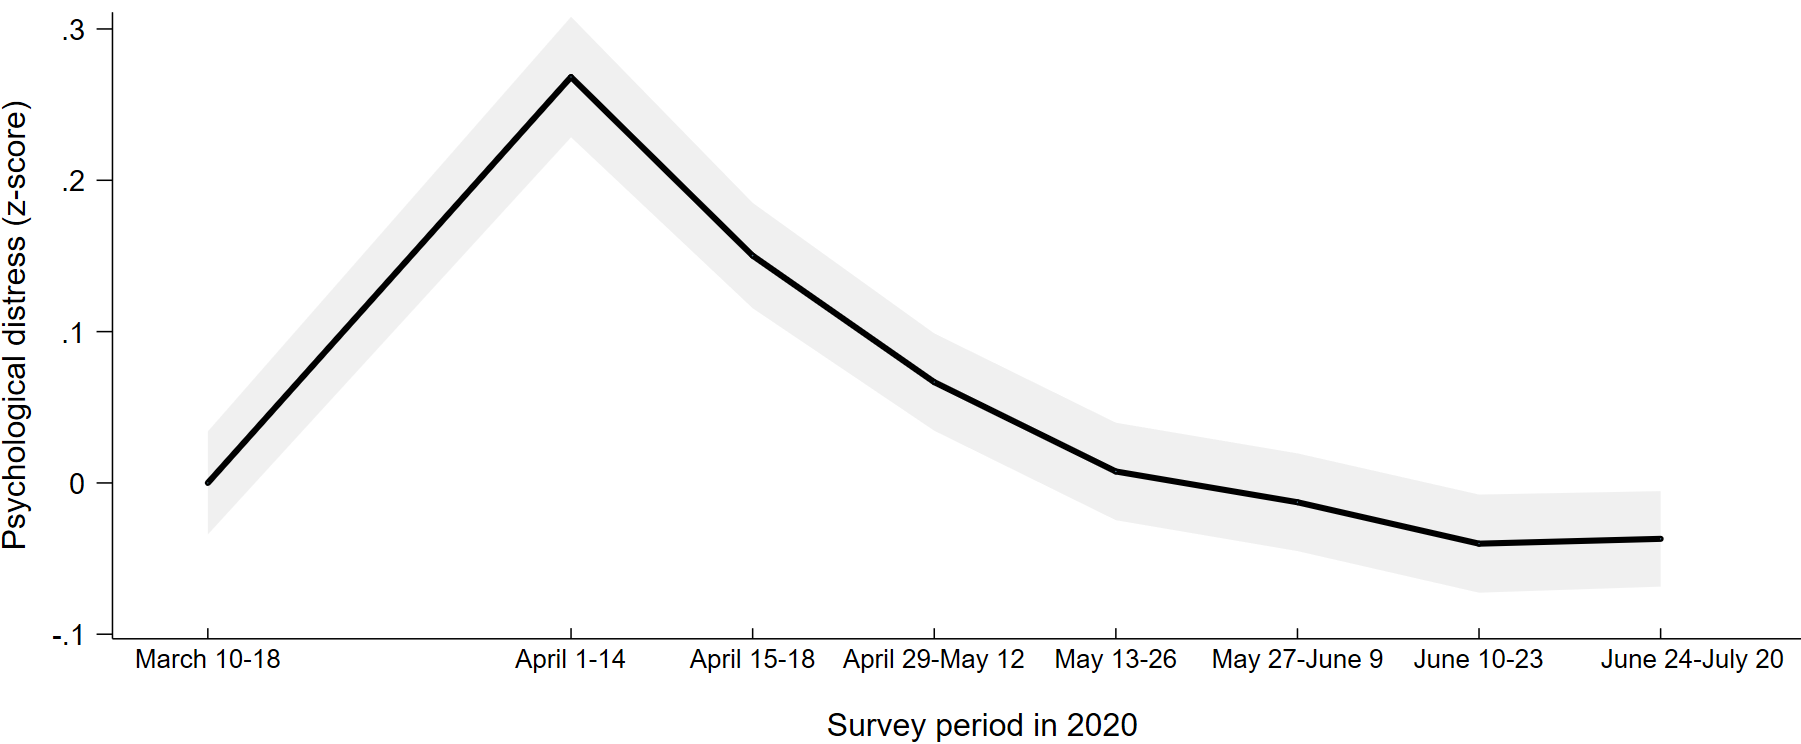 Psychological distress (z-score)
.3
.2
.1
0
-.1
March 10-18
April 1-14
April 15-18
April 29-May 12
May 13-26
May 27-June 9
June 10-23
June 24-July 20
Survey period in 2020